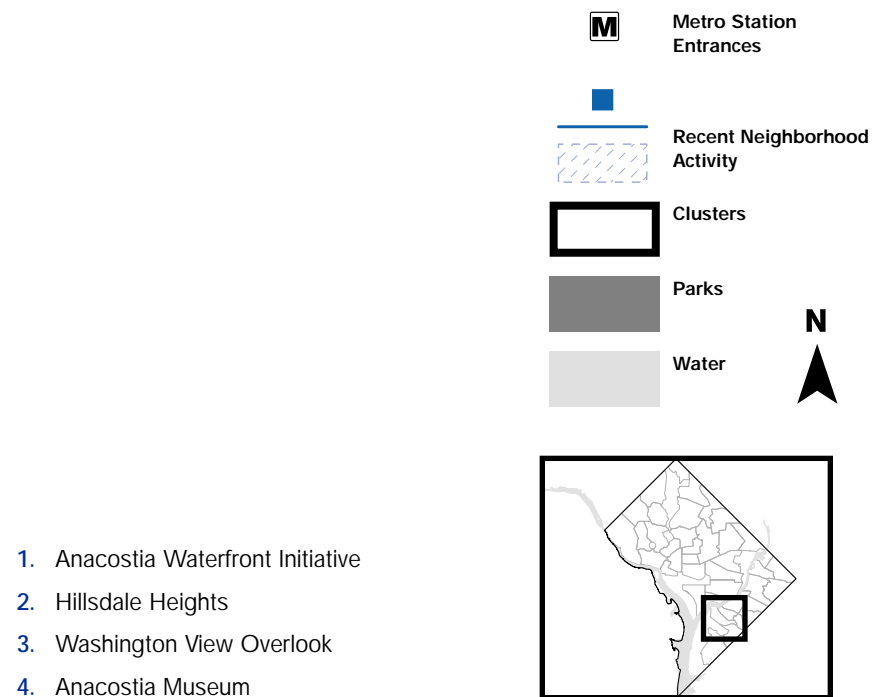 M
Metro Station
Entrances
Recent Neighborhood
Activity
Clusters
Parks
N
Water
1. Anacostia Waterfront Initiative
2. Hillsdale Heights
3. Washington View Overlook
4. Anacostia Museum